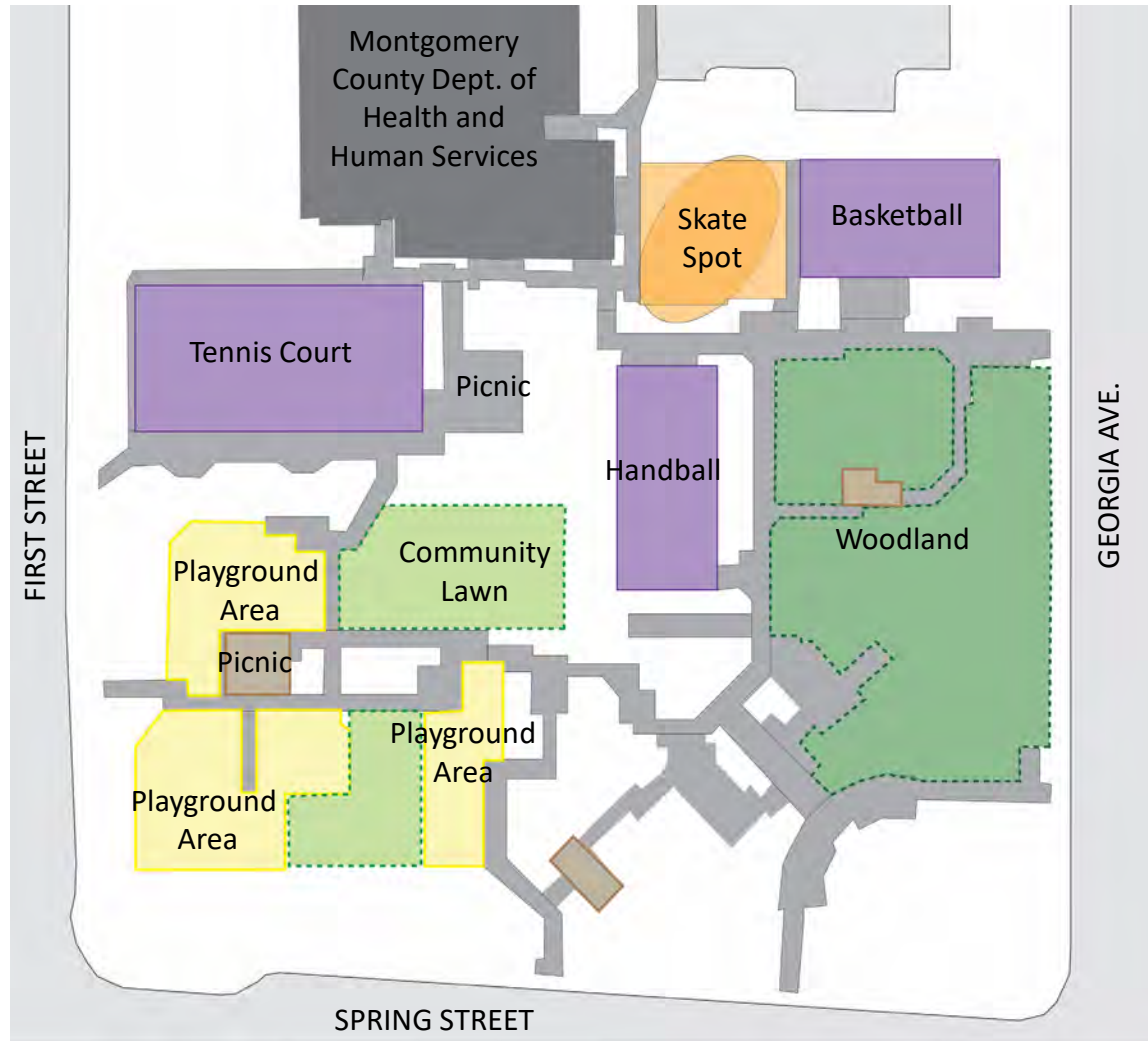 Montgomery
County Dept. of
Health and
Human Services
Skate
Spot
Basketball
Tennis Court
Picnic
Handball
Woodland
Community
Lawn
Playground
Area
Picnic
Playground
Area
Playground
Area
FIRST STREET
GEORGIA AVE.
SPRING STREET